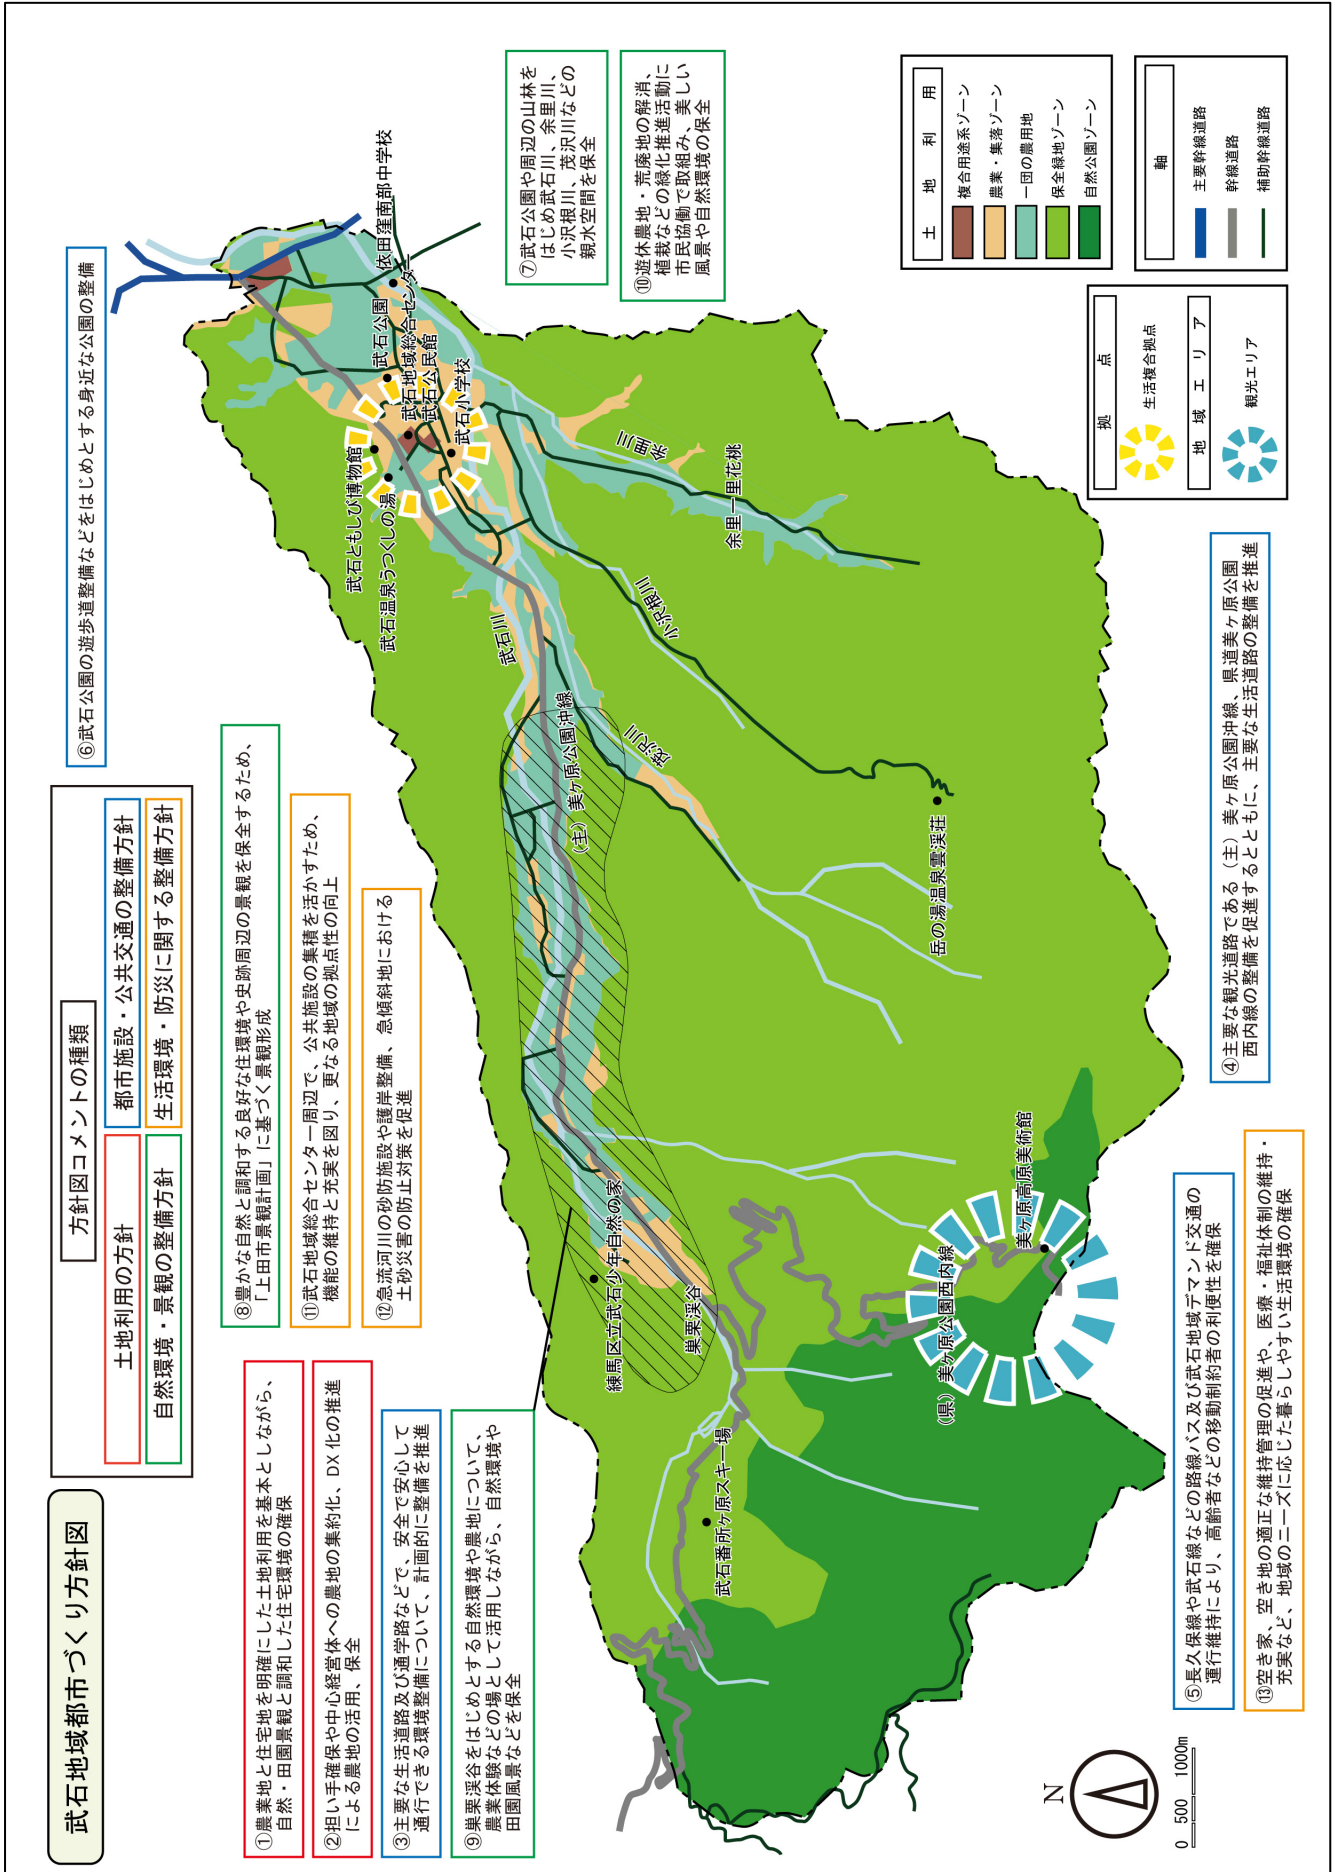 武石地域都市づくり方針図
方針図コメントの種類
土地利用の方針
都市施設・公共交通の整備方針
自然環境・景観の整備方針
生活環境・防災に関する整備方針
①農業地と住宅地を明確にした土地利用を基本としながら、
自然・田園景観と調和した住宅環境の確保
②担い手確保や中心経営体への農地の集約化、DX 化の推進
による農地の活用、保全
③主要な生活道路及び通学路などで、安全で安心して
通行できる環境整備について、計画的に整備を推進
⑨巣栗渓谷をはじめとする自然環境や農地について、
農業体験などの場として活用しながら、自然環境や
田園風景などを保全
⑧豊かな自然と調和する良好な住環境や史跡周辺の景観を保全するため、
「上田市景観計画」に基づく景観形成
⑪武石地域総合センター周辺で、公共施設の集積を活かすため、
機能の維持と充実を図り、更なる地域の拠点性の向上
⑫急流河川の砂防施設や護岸整備、急傾斜地における
土砂災害の防止対策を促進
⑥武石公園の遊歩道整備などをはじめとする身近な公園の整備
⑦武石公園や周辺の山林を
はじめ武石川、余里川、
小沢根川、茂沢川などの
親水空間を保全
⑩遊休農地・荒廃地の解消、
植栽などの緑化推進活動に
市民協働で取組み、美しい
風景や自然環境の保全
武石ともしび博物館
武石温泉うつくしの湯
武石公園
依田窪南部中学校
武石地域総合センター
武石公民館
武石小学校
武石川
余里川
余里一里花桃
小沢根川
茂沢川
(主)美ヶ原公園沖線
岳の湯温泉雲渓荘
練馬区立武石少年自然の家
巣栗渓谷
武石番所ヶ原スキー場
(県)美ヶ原公園西内線
美ヶ原高原美術館
土地利用
複合用途系ゾーン
農業・集落ゾーン
一団の農用地
保全緑地ゾーン
自然公園ゾーン
軸
主要幹線道路
幹線道路
補助幹線道路
拠点
生活複合拠点
地域エリア
観光エリア
④主要な観光道路である(主)美ヶ原公園沖線、県道美ヶ原公園
西内線の整備を促進するとともに、主要な生活道路の整備を推進
⑤長久保線や武石線などの路線バス及び武石地域デマンド交通の
運行維持により、高齢者などの移動制約者の利便性を確保
⑬空き家、空き地の適正な維持管理の促進や、医療・福祉体制の維持・
充実など、地域のニーズに応じた暮らしやすい生活環境の確保
N
0 500 1000m